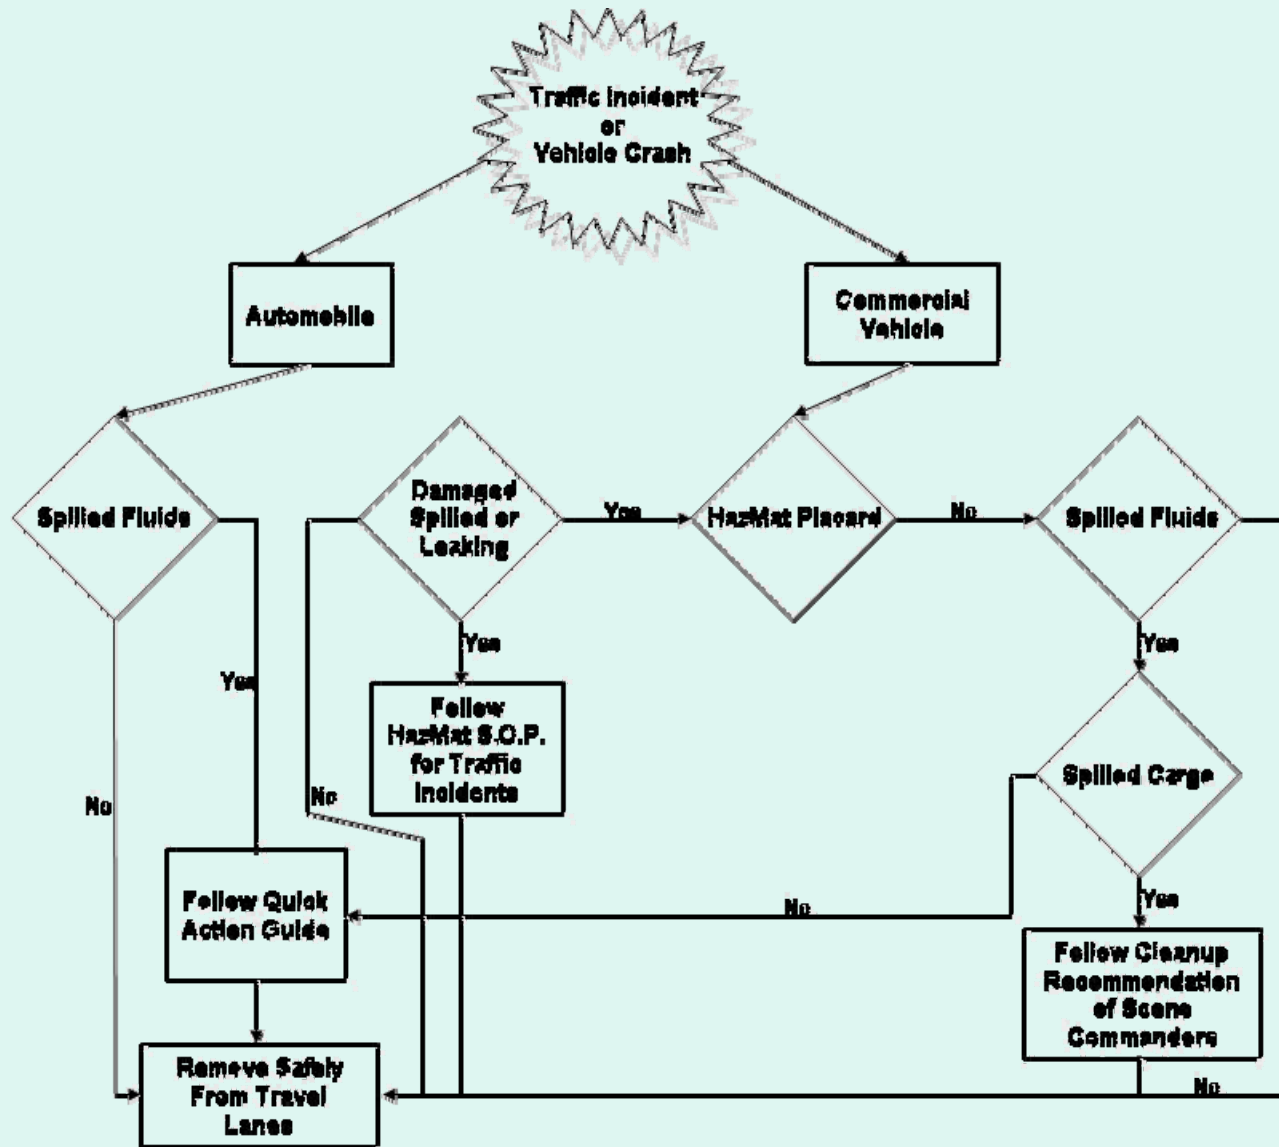 Traffic Incident
or
Vehicle Crash
Automobile
Commercial
Vehicle
Spilled Fluids
Damaged
Spilled or
Leaking
Yes
HazMat Placard
No
Spilled Fluids
Yes
Yes
Yes
Follow
HazMat S.O.P.
for Traffic
Incidents
Spilled Cargo
No
No
Follow Quick
Action Guide
No
Yes
Follow Cleanup
Recommendation
of Scene
Commanders
Remove Safely
From Travel
Lanes
No